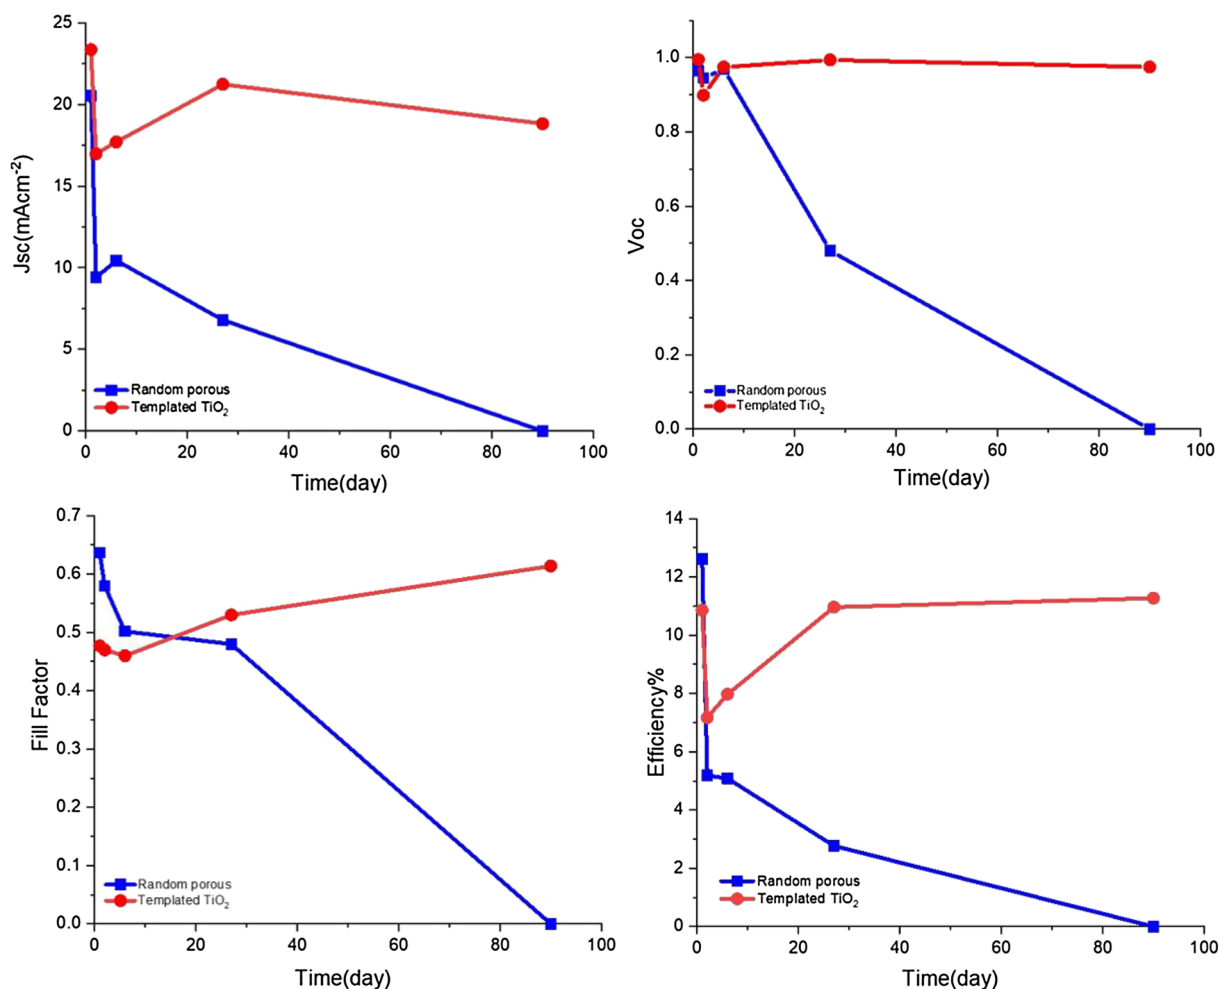 25
20
15
10
5
0
Jsc(mAcm-2)
Random porous
Templated TiO2
0 20 40 60 80 100
Time(day)
1.0
0.8
0.6
0.4
0.2
0.0
Voc
Random porous
Templated TiO2
0 20 40 60 80 100
Time(day)
0.7
0.6
0.5
0.4
0.3
0.2
0.1
0.0
Fill Factor
Random porous
Templated TiO2
0 20 40 60 80 100
Time(day)
14
12
10
8
6
4
2
0
Efficiency%
Random porous
Templated TiO2
0 20 40 60 80 100
Time(day)